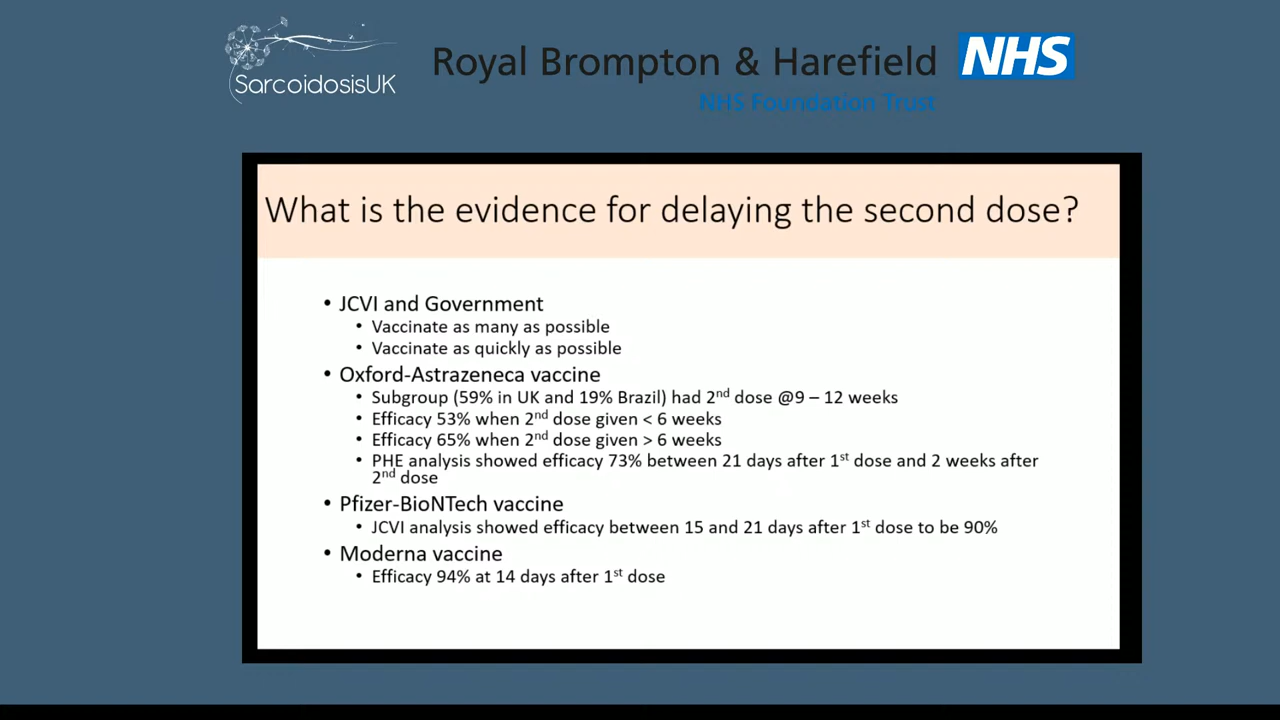 SarcoidosisUK
Royal Brompton & Harefield NHS
NHS Foundation Trust
What is the evidence for delaying the second dose?
• JCVI and Government
• Vaccinate as many as possible
• Vaccinate as quickly as possible
• Oxford-Astrazeneca vaccine
• Subgroup (59% in UK and 19% Brazil) had 2nd dose @9 – 12 weeks
• Efficacy 53% when 2nd dose given < 6 weeks
• Efficacy 65% when 2nd dose given > 6 weeks
• PHE analysis showed efficacy 73% between 21 days after 1st dose and 2 weeks after
2nd dose
• Pfizer-BioNTech vaccine
• JCVI analysis showed efficacy between 15 and 21 days after 1st dose to be 90%
• Moderna vaccine
• Efficacy 94% at 14 days after 1st dose